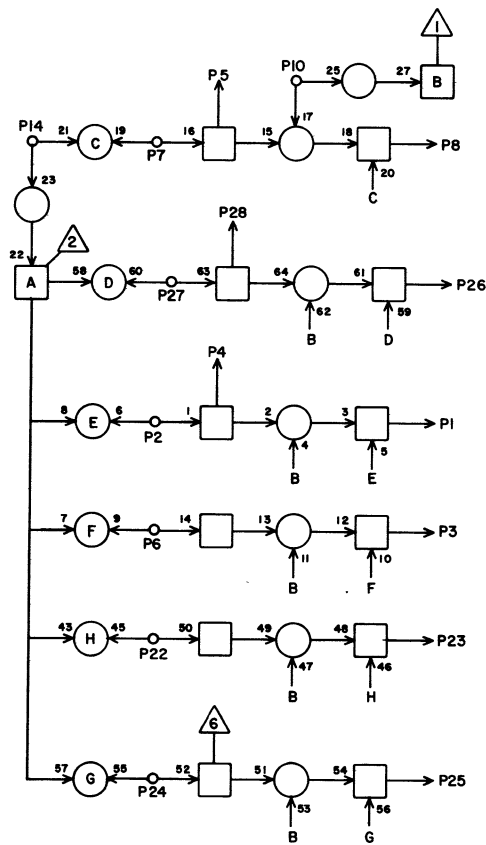 1
P10 25 27 B
P5
17
P14 21 C 19 P7 16 15 18 P8
20
C
23
22 2
P28
A 58 D 60 P27 63 64 61 P26
62 59
B D
P4
8 E 6 P2 1 2 3 P1
4 5
B E
7 F 9 P6 14 13 12 P3
11 10
B F
43 H 45 P22 50 49 48 P23
47 46
B H
6
57 G 55 P24 52 51 54 P25
53 56
B G